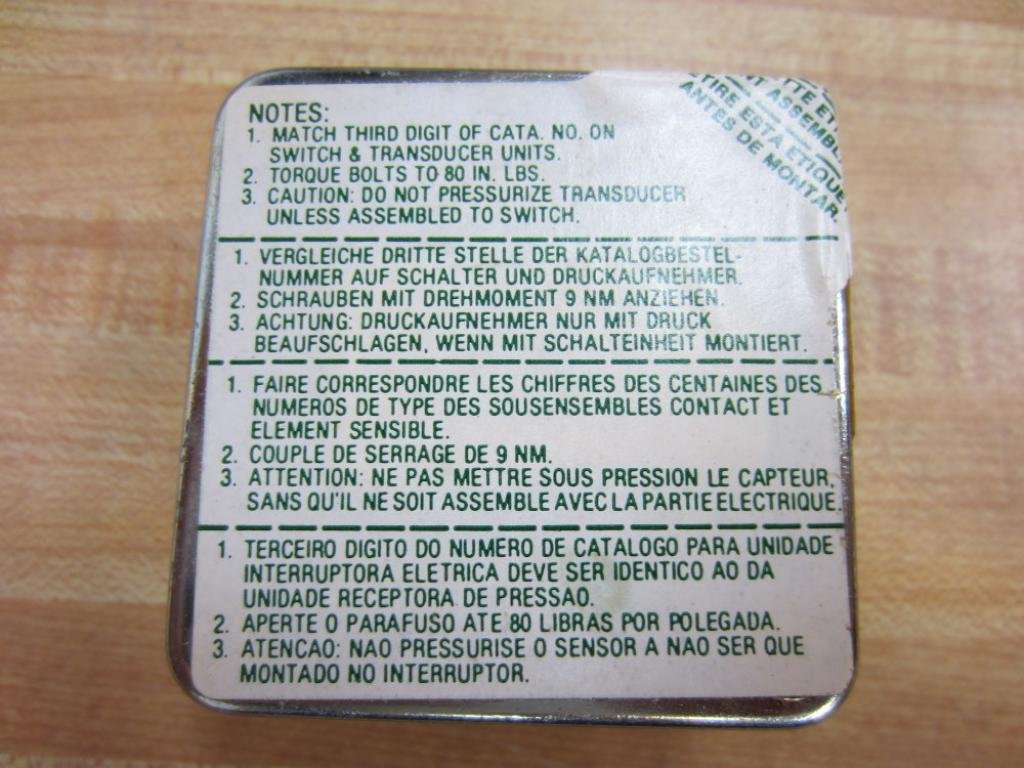 NOTES:
1. MATCH THIRD DIGIT OF CATA. NO. ON
SWITCH & TRANSDUCER UNITS.
2. TORQUE BOLTS TO 80 IN. LBS.
3. CAUTION: DO NOT PRESSURIZE TRANSDUCER
UNLESS ASSEMBLED TO SWITCH.
1. VERGLEICHE DRITTE STELLE DER KATALOGBESTEL-
NUMMER AUF SCHALTER UND DRUCKAUFNEHMER.
2. SCHRAUBEN MIT DREHMOMENT 9 NM ANZIEHEN.
3. ACHTUNG: DRUCKAUFNEHMER NUR MIT DRUCK
BEAUFSCHLAGEN, WENN MIT SCHALTEINHEIT MONTIERT.
1. FAIRE CORRESPONDRE LES CHIFFRES DES CENTAINES DES
NUMEROS DE TYPE DES SOUSENSEMBLES CONTACT ET
ELEMENT SENSIBLE.
2. COUPLE DE SERRAGE DE 9 NM.
3. ATTENTION: NE PAS METTRE SOUS PRESSION LE CAPTEUR,
SANS QU'IL NE SOIT ASSEMBLE AVEC LA PARTIE ELECTRIQUE.
1. TERCEIRO DIGITO DO NUMERO DE CATALOGO PARA UNIDADE
INTERRUPTORA ELETRICA DEVE SER IDENTICO AO DA
UNIDADE RECEPTORA DE PRESSAO.
2. APERTE O PARAFUSO ATE 80 LIBRAS POR POLEGADA.
3. ATENCAO: NAO PRESSURISE O SENSOR A NAO SER QUE
MONTADO NO INTERRUPTOR.
TTE ET
T ASSEMBL
TIRE ESTA ETIQUE
ANTES DE MONTAR.